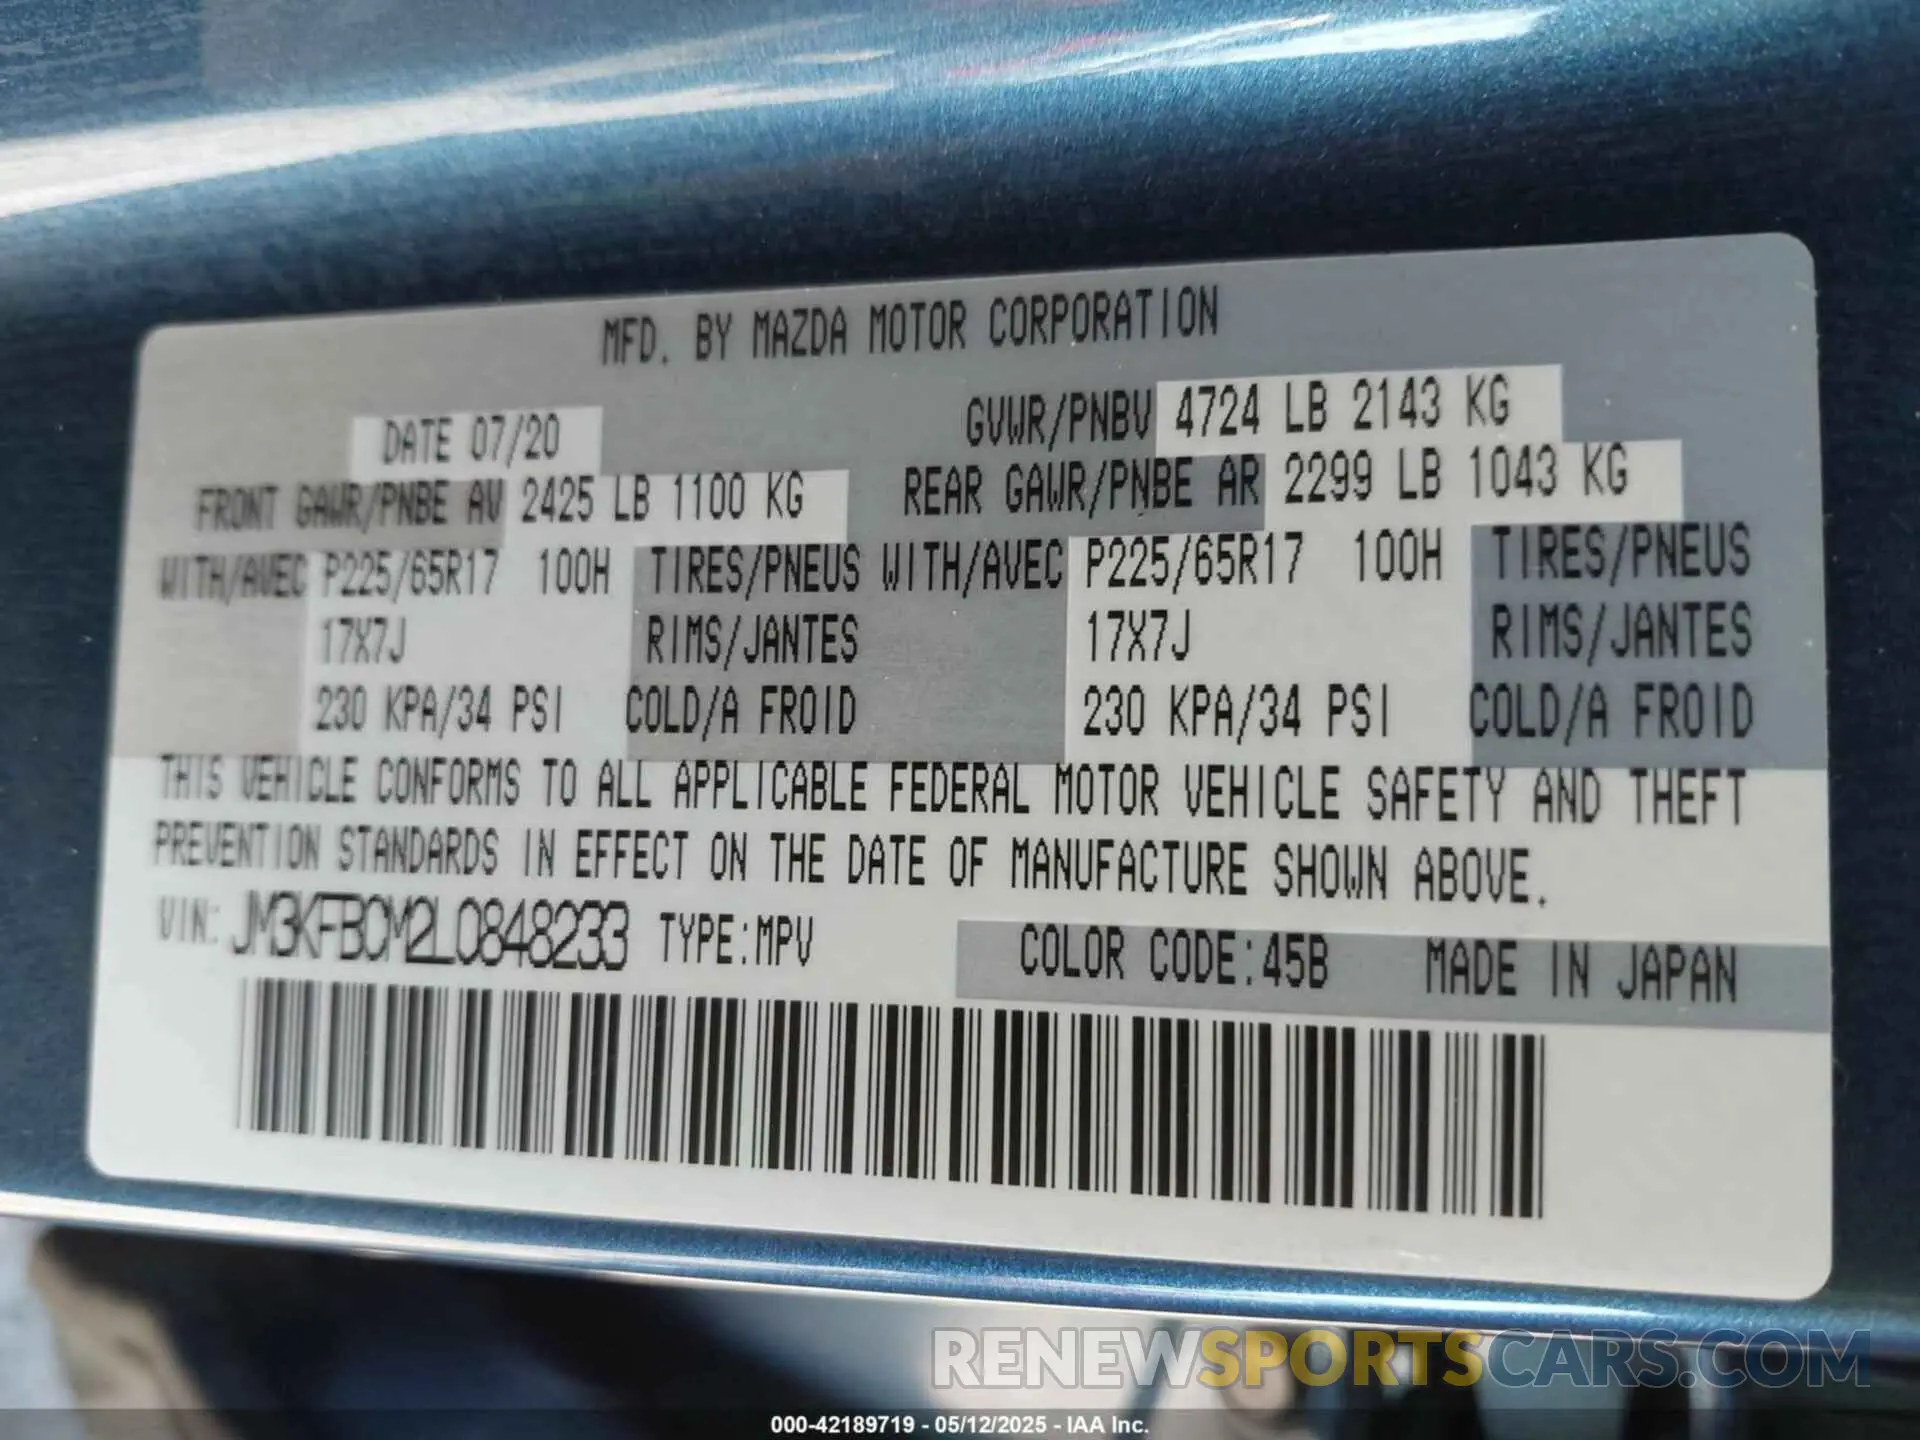 MFD. BY MAZDA MOTOR CORPORATION
DATE 07/20 GVWR/PNBV 4724 LB 2143 KG
FRONT GAWR/PNBE AV 2425 LB 1100 KG REAR GAWR/PNBE AR 2299 LB 1043 KG
WITH/AVEC P225/65R17 100H TIRES/PNEUS WITH/AVEC P225/65R17 100H TIRES/PNEUS
17X7J RIMS/JANTES 17X7J RIMS/JANTES
230 KPA/34 PSI COLD/A FROID 230 KPA/34 PSI COLD/A FROID
THIS VEHICLE CONFORMS TO ALL APPLICABLE FEDERAL MOTOR VEHICLE SAFETY AND THEFT
PREVENTION STANDARDS IN EFFECT ON THE DATE OF MANUFACTURE SHOWN ABOVE.
VIN: JM3KFBCM2L0848233 TYPE:MPV COLOR CODE:45B MADE IN JAPAN
RENEWSPORTSCARS.COM
000-42189719 - 05/12/2025 - IAA Inc.